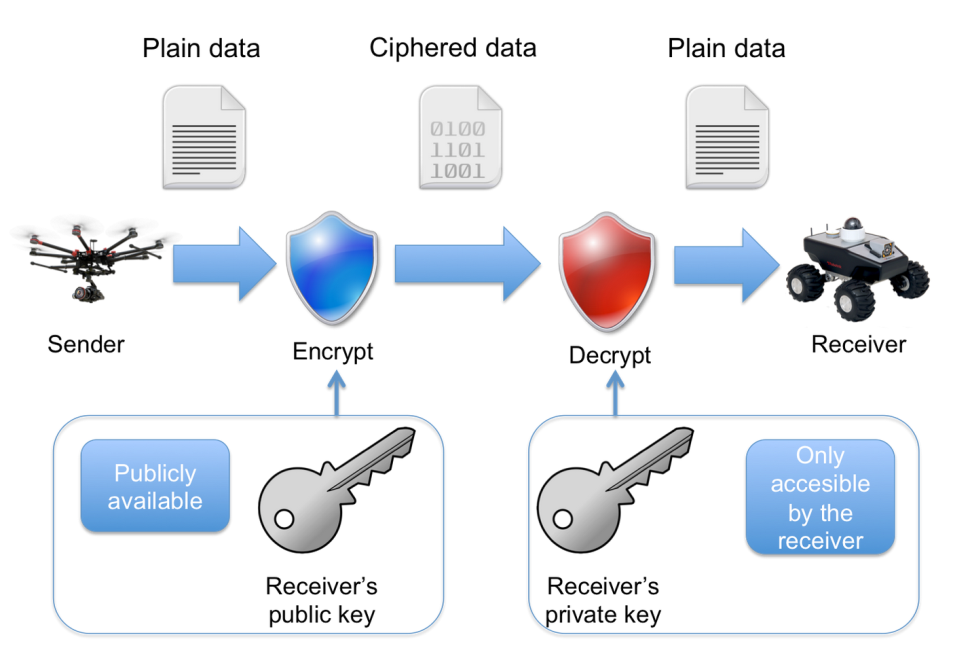 Plain data
Ciphered data
Plain data
0100
1101
1001
Sender
Encrypt
Decrypt
Receiver
Publicly
available
Receiver’s
public key
Receiver’s
private key
Only
accesible
by the
receiver